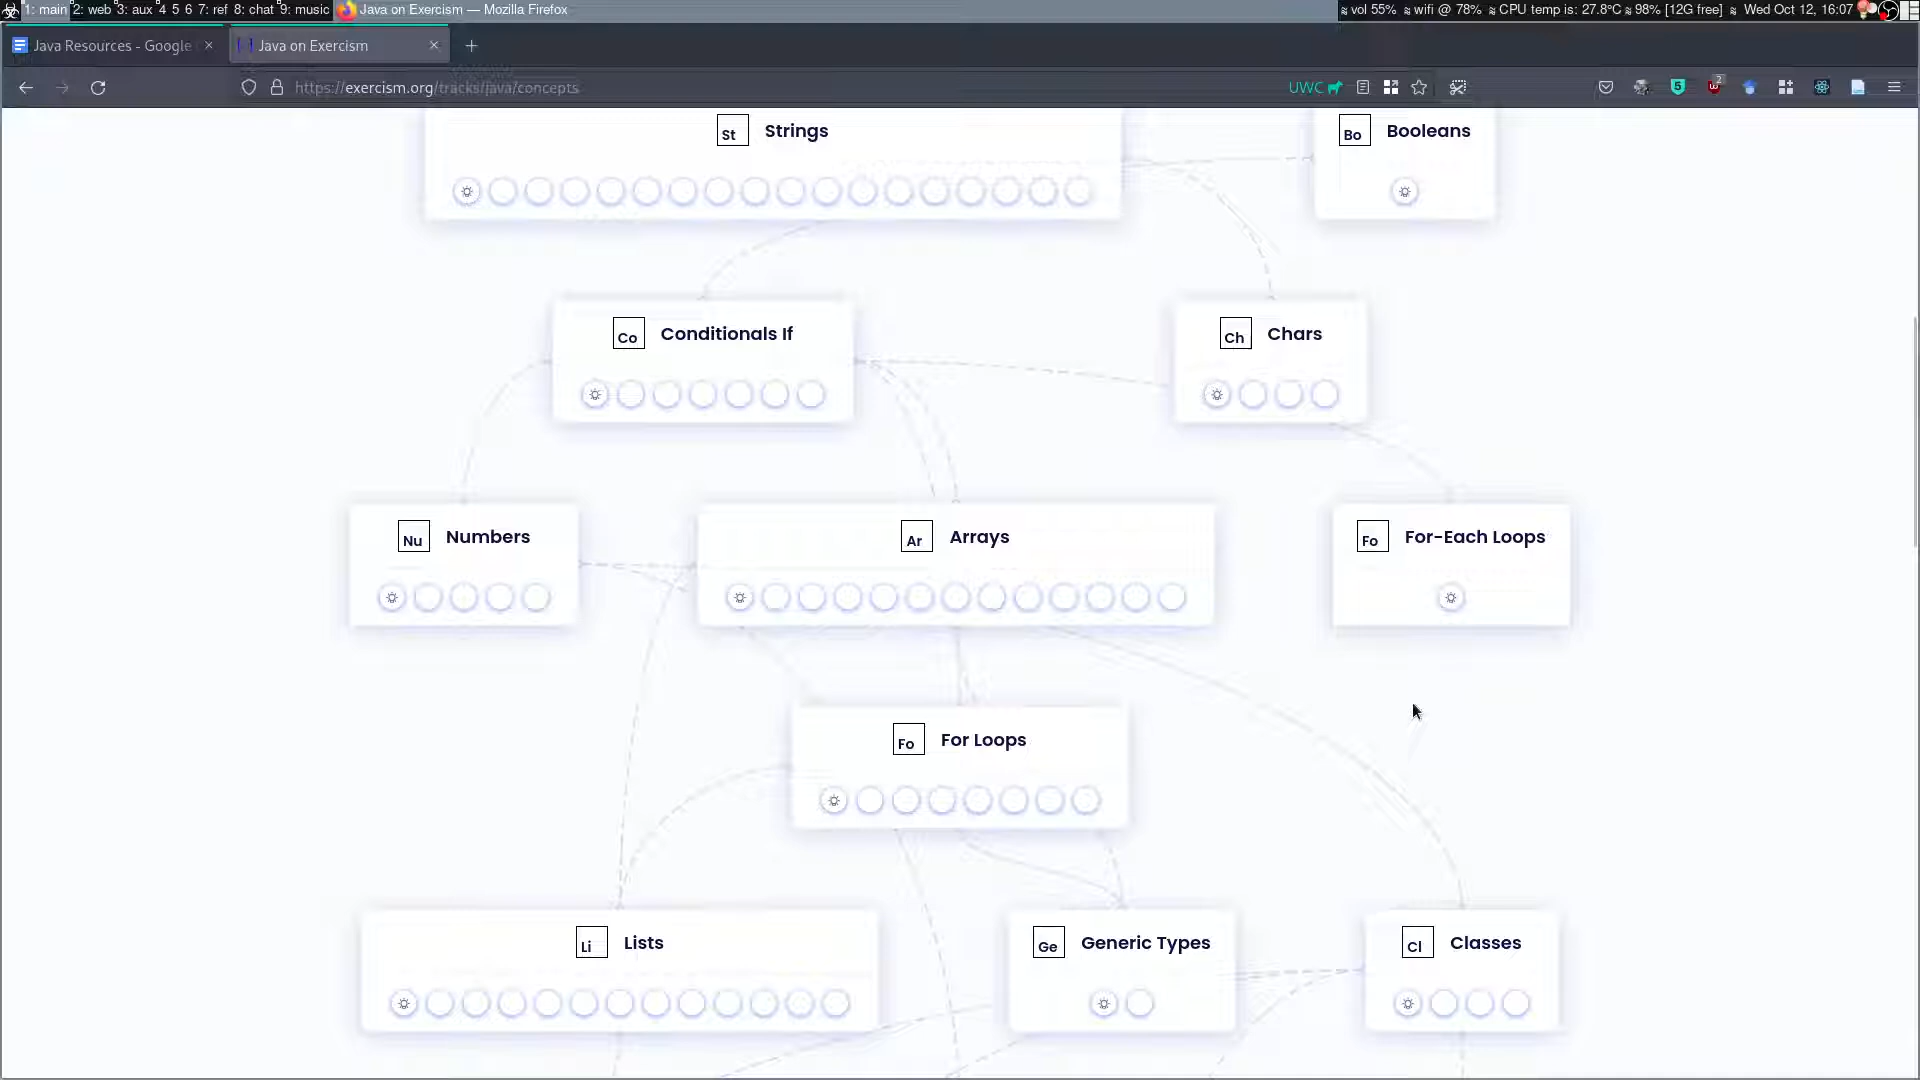 1: main 2: web 3: aux 4 5 6 7: ref 8: chat 9: music Java on Exercism — Mozilla Firefox vol 55% wifi @ 78% CPU temp is: 27.8°C 98% [12G free] Wed Oct 12, 16:07
Java Resources - Google Java on Exercism
https://exercism.org/tracks/java/concepts UWC 5 2
St Strings Bo Booleans
Co Conditionals If Ch Chars
Nu Numbers Ar Arrays Fo For-Each Loops
Fo For Loops
Li Lists Ge Generic Types Cl Classes